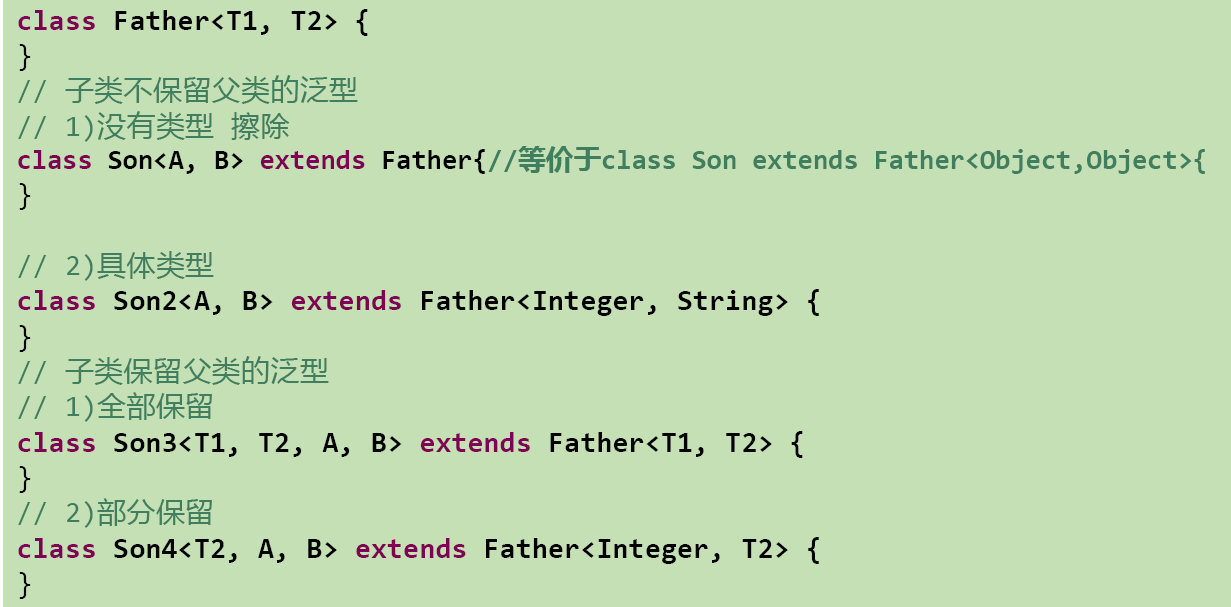 class Father<T1, T2> {
}
// 子类不保留父类的泛型
// 1)没有类型 擦除
class Son<A, B> extends Father{//等价于class Son extends Father<Object,Object>{
}
// 2)具体类型
class Son2<A, B> extends Father<Integer, String> {
}
// 子类保留父类的泛型
// 1)全部保留
class Son3<T1, T2, A, B> extends Father<T1, T2> {
}
// 2)部分保留
class Son4<T2, A, B> extends Father<Integer, T2> {
}